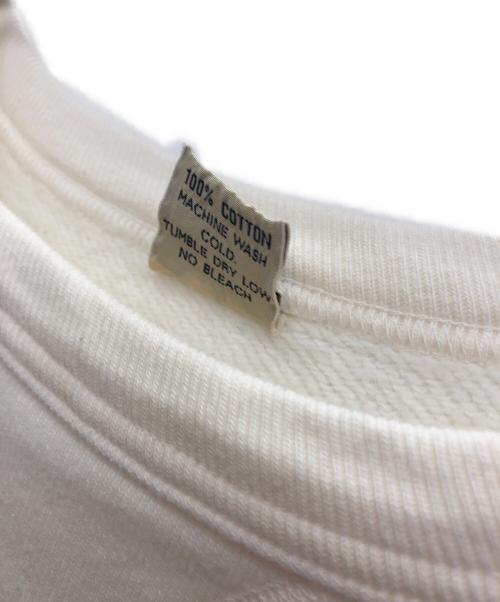 100% COTTON
MACHINE WASH
COLD.
TUMBLE DRY LOW
NO BLEACH